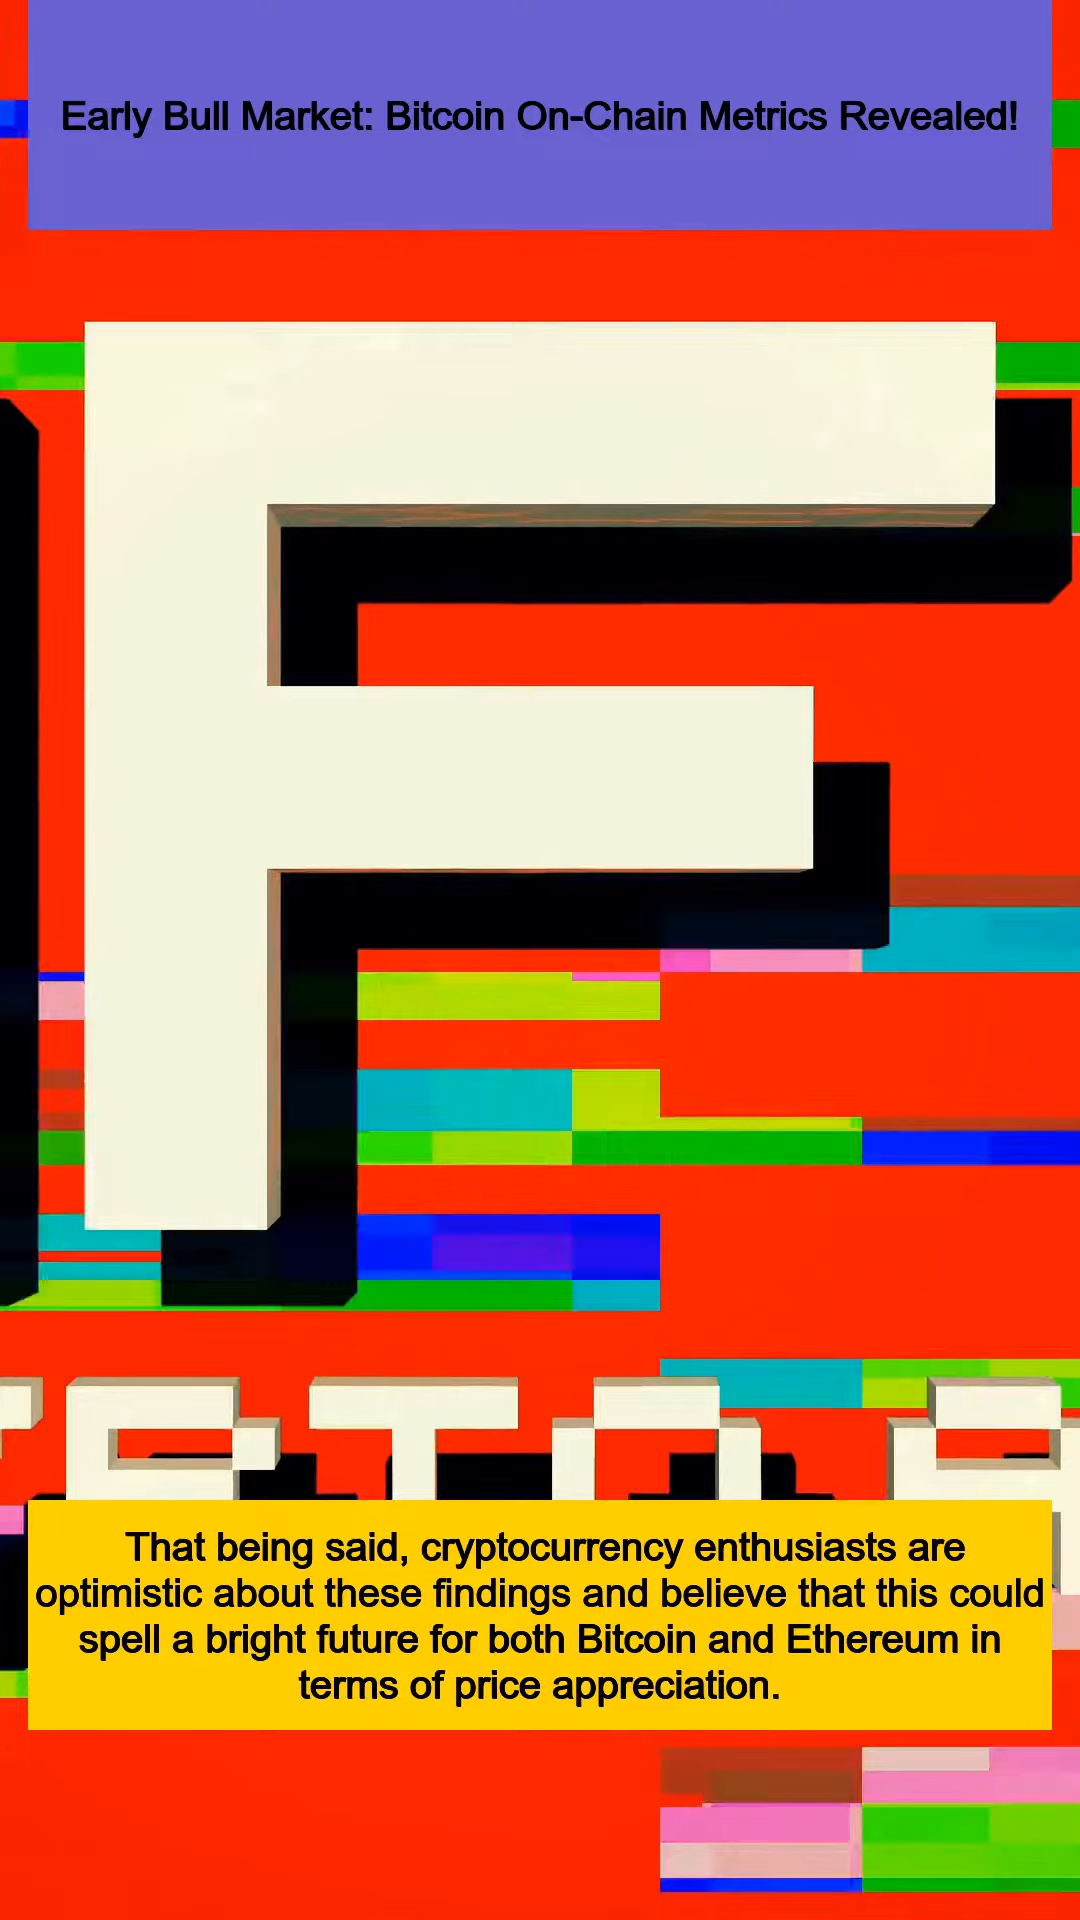 Early Bull Market: Bitcoin On-Chain Metrics Revealed!
F
That being said, cryptocurrency enthusiasts are
optimistic about these findings and believe that this could
spell a bright future for both Bitcoin and Ethereum in
terms of price appreciation.